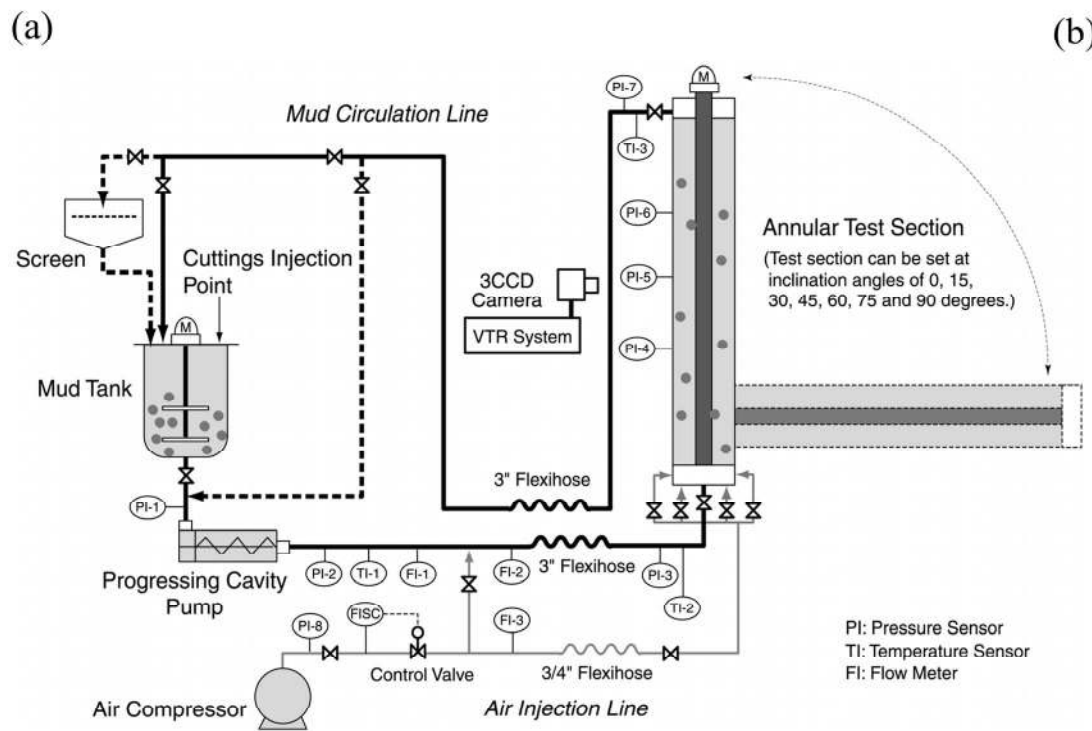 (a)
(b)
M
PI-7
Mud Circulation Line
TI-3
PI-6
Annular Test Section
(Test section can be set at
inclination angles of 0, 15,
30, 45, 60, 75 and 90 degrees.)
Screen
Cuttings Injection
Point
3CCD
Camera
PI-5
VTR System
M
PI-4
Mud Tank
3" Flexihose
PI-1
PI-2
TI-1
FI-1
FI-2
3" Flexihose
PI-3
Progressing Cavity
Pump
TI-2
PI-8
FISC
FI-3
PI: Pressure Sensor
TI: Temperature Sensor
FI: Flow Meter
Control Valve
3/4" Flexihose
Air Compressor
Air Injection Line